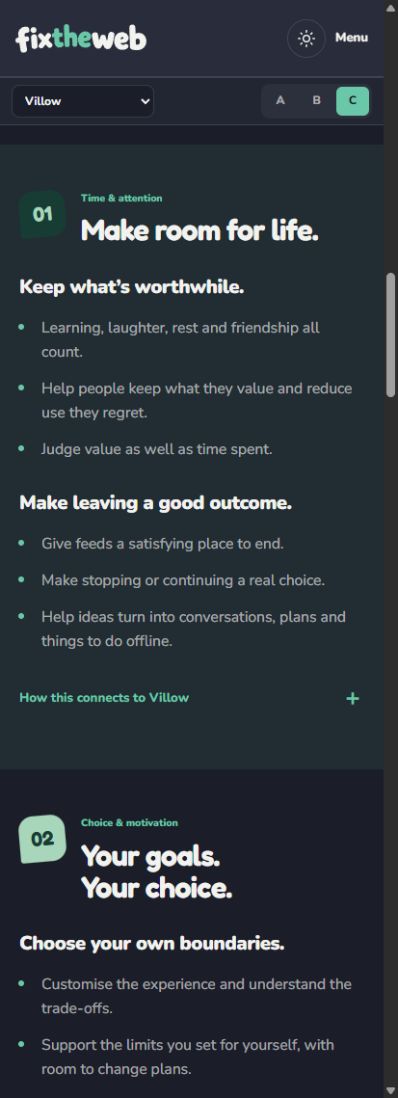 fixtheweb
Menu
Villow
A B C
01
Time & attention
Make room for life.
Keep what’s worthwhile.
Learning, laughter, rest and friendship all
count.
Help people keep what they value and reduce
use they regret.
Judge value as well as time spent.
Make leaving a good outcome.
Give feeds a satisfying place to end.
Make stopping or continuing a real choice.
Help ideas turn into conversations, plans and
things to do offline.
How this connects to Villow
02
Choice & motivation
Your goals.
Your choice.
Choose your own boundaries.
Customise the experience and understand the
trade-offs.
Support the limits you set for yourself, with
room to change plans.